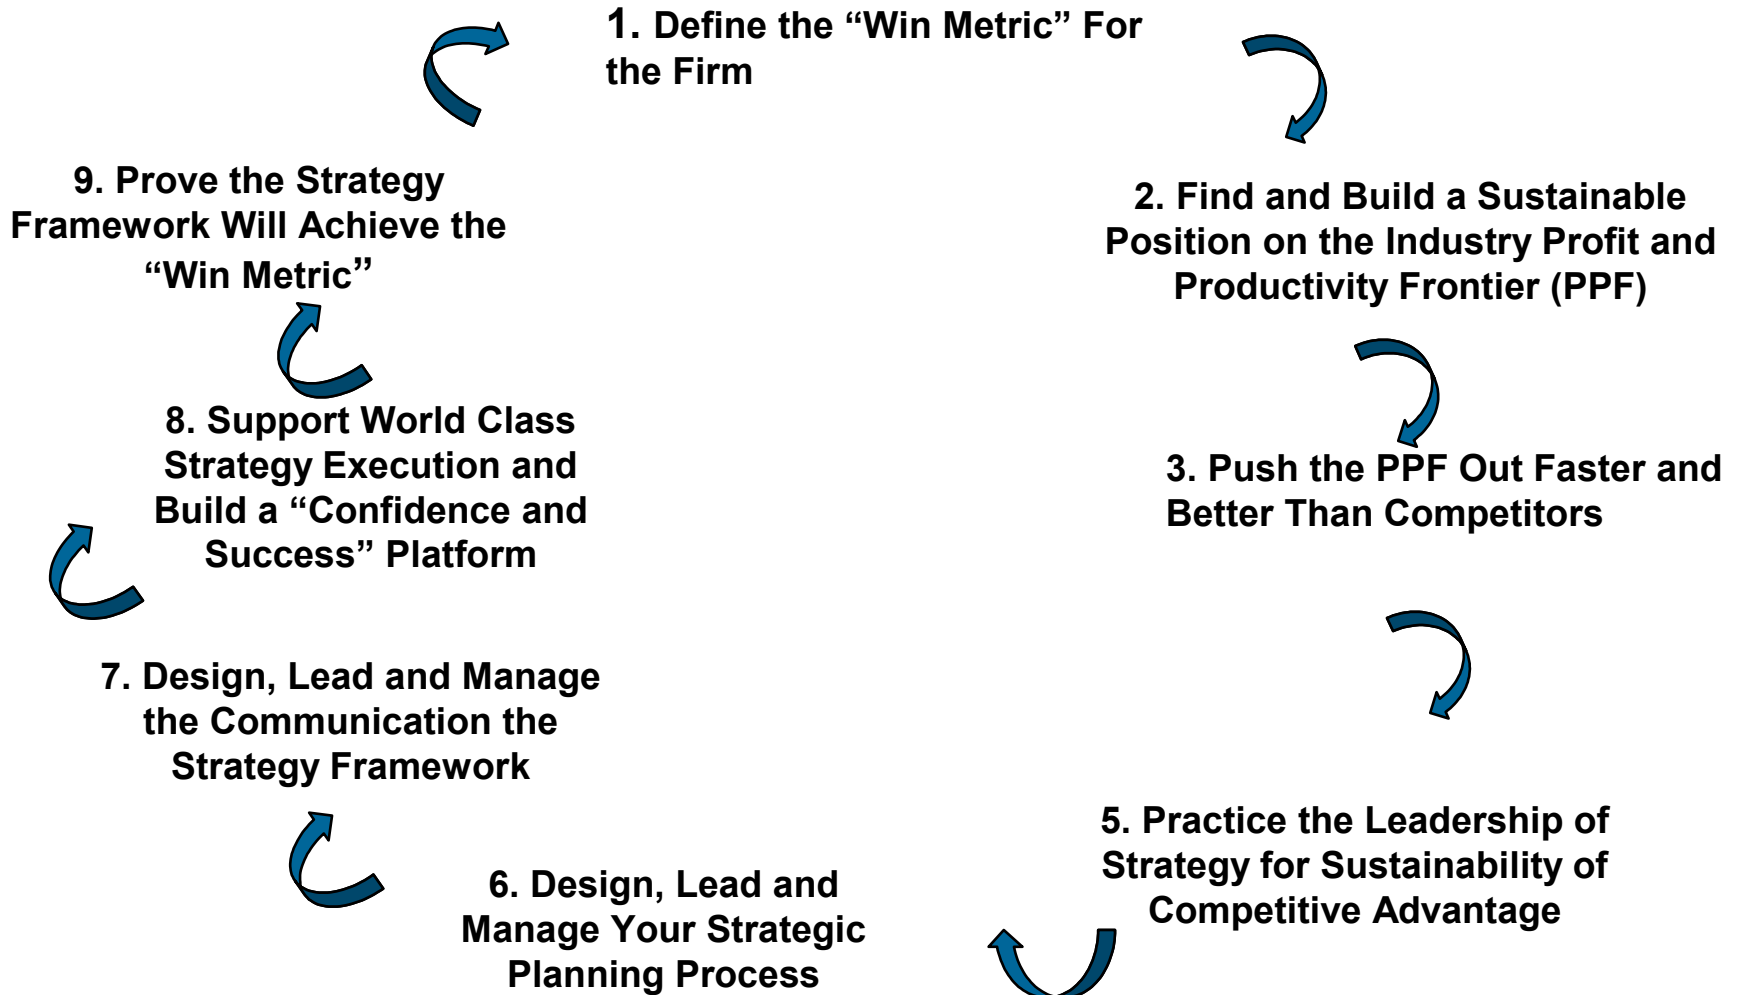 1. Define the “Win Metric” For
the Firm
2. Find and Build a Sustainable
Position on the Industry Profit and
Productivity Frontier (PPF)
3. Push the PPF Out Faster and
Better Than Competitors
5. Practice the Leadership of
Strategy for Sustainability of
Competitive Advantage
6. Design, Lead and
Manage Your Strategic
Planning Process
7. Design, Lead and Manage
the Communication the
Strategy Framework
8. Support World Class
Strategy Execution and
Build a “Confidence and
Success” Platform
9. Prove the Strategy
Framework Will Achieve the
“Win Metric”